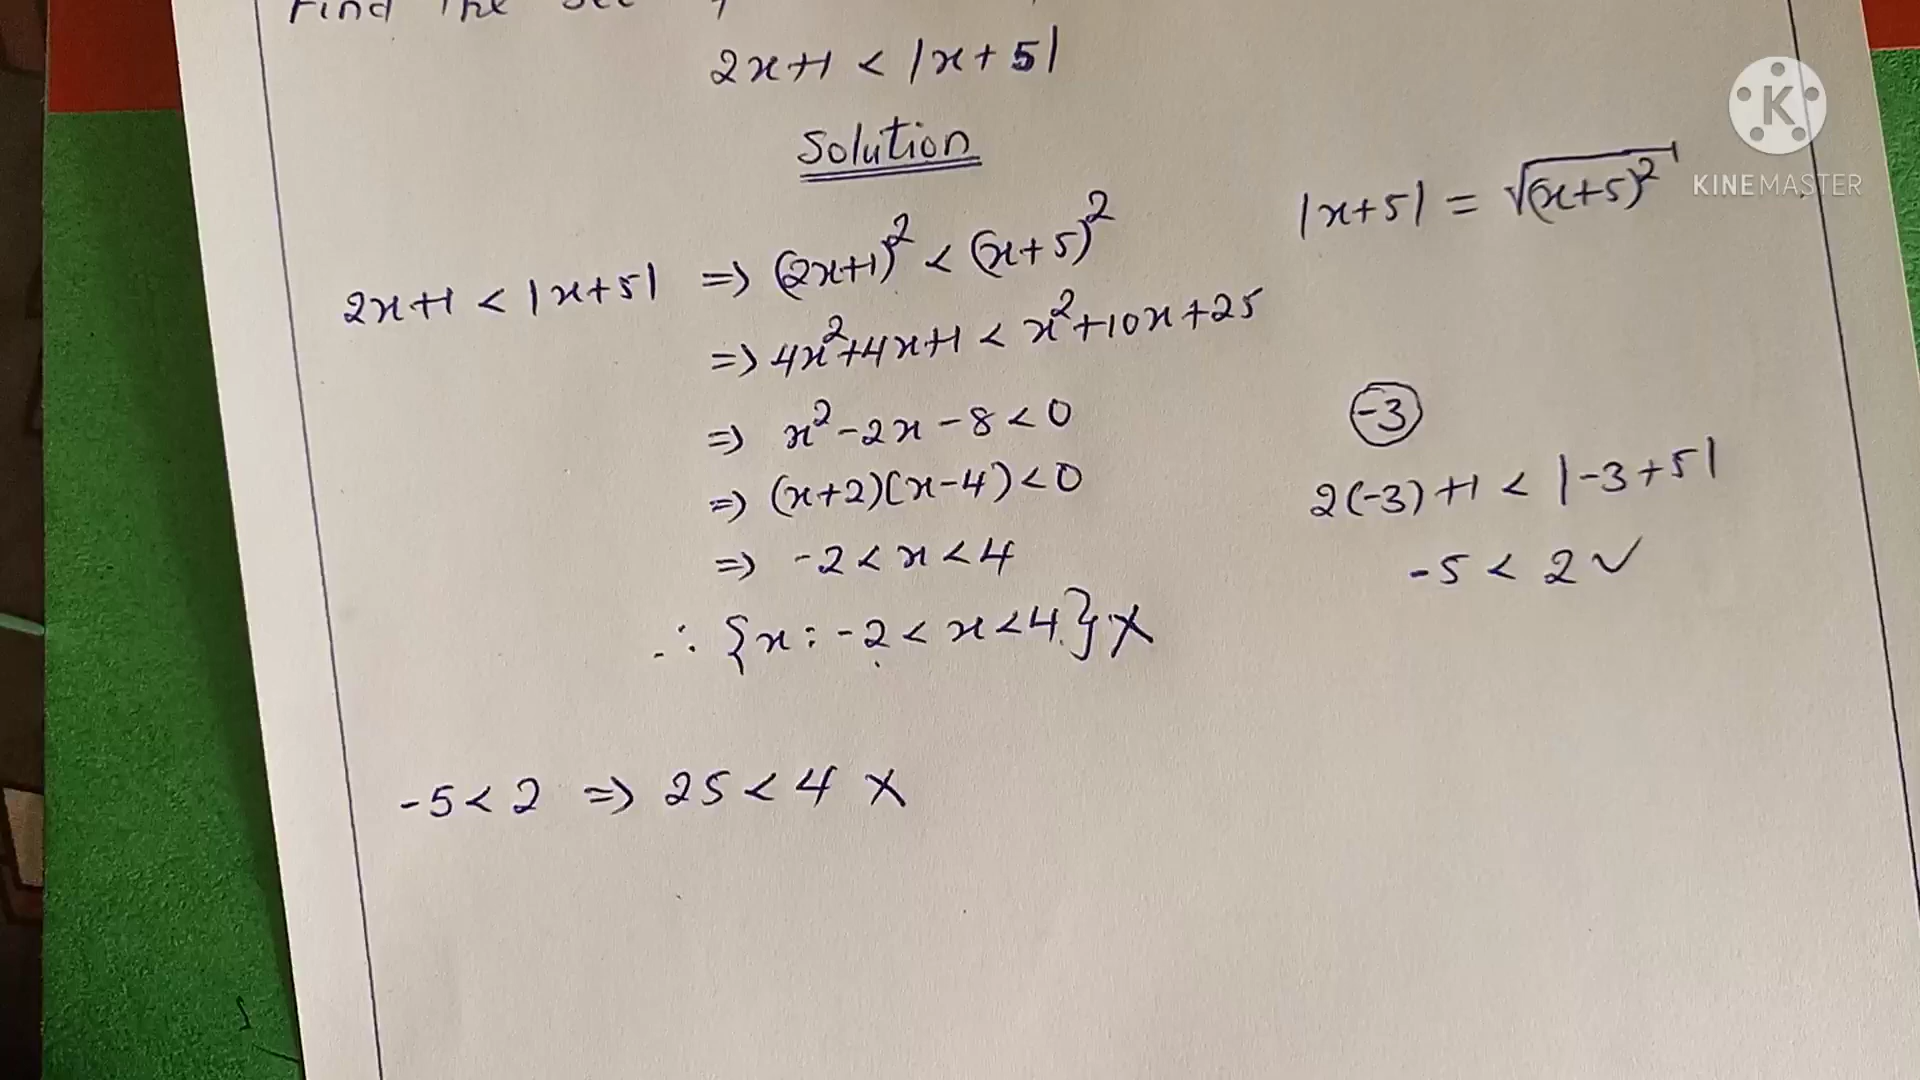 Find The
2x+1 < |x+5|
Solution
|x+5| = √(x+5)²
KINEMASTER
2x+1 < |x+5| ⇒ (2x+1)² < (x+5)²
⇒ 4x²+4x+1 < x²+10x+25
⇒ x²-2x-8<0
⇒ (x+2)(x-4)<0
⇒ -2<x<4
∴ {x: -2<x<4} X
-3
2(-3)+1 < |-3+5|
-5 < 2 ✓
-5<2 ⇒ 25<4 X